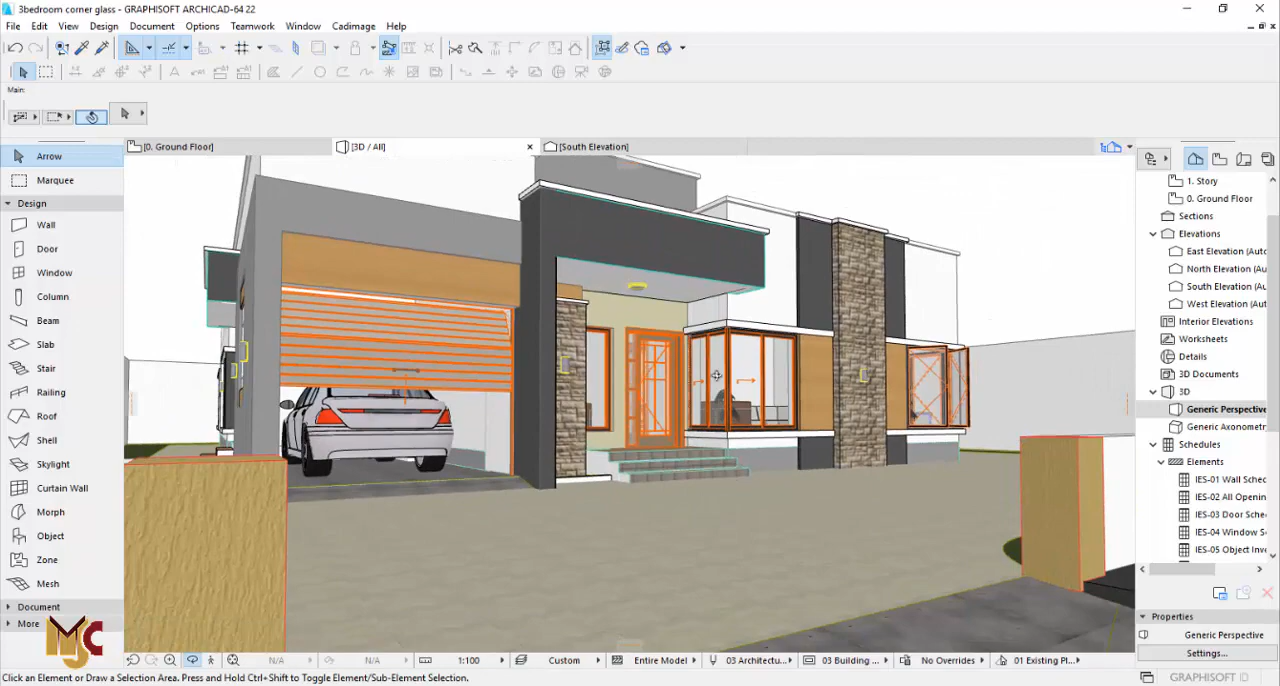 3bedroom corner glass - GRAPHISOFT ARCHICAD-64 22
File Edit View Design Document Options Teamwork Window Cadimage Help
Main:
[0. Ground Floor]
[3D / All]
[South Elevation]
Arrow
Marquee
Design
Wall
Door
Window
Column
Beam
Slab
Stair
Railing
Roof
Shell
Skylight
Curtain Wall
Morph
Object
Zone
Mesh
Document
More
MSC
1. Story
0. Ground Floor
Sections
Elevations
East Elevation (Auto
North Elevation (Au
South Elevation (Au
West Elevation (Aut
Interior Elevations
Worksheets
Details
3D Documents
3D
Generic Perspective
Generic Axonometr
Schedules
Elements
IES-01 Wall Sched
IES-02 All Opening
IES-03 Door Sche
IES-04 Window Sc
IES-05 Object Inve
Properties
Generic Perspective
Settings...
N/A
N/A
1:100
Custom
Entire Model
03 Architectu...
03 Building ...
No Overrides
01 Existing Pl...
Click an Element or Draw a Selection Area. Press and Hold Ctrl+Shift to Toggle Element/Sub-Element Selection.
GRAPHISOFT ID